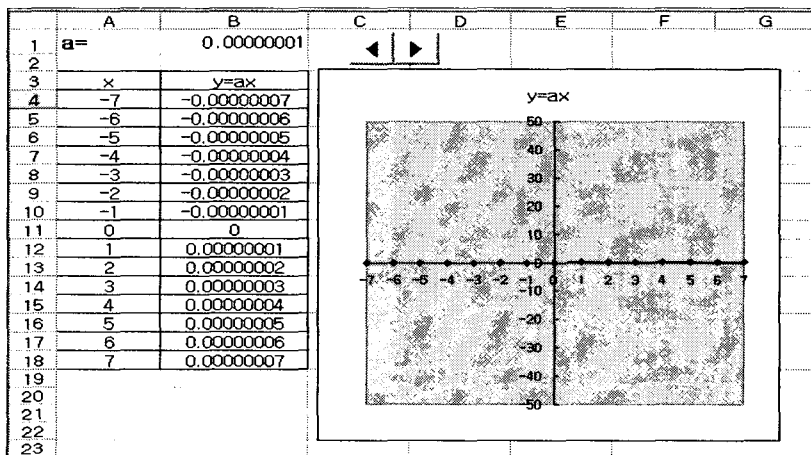 A B C D E F G
1 a= 0.00000001
2
3 x y=ax
4 -7 -0.00000007
5 -6 -0.00000006
6 -5 -0.00000005
7 -4 -0.00000004
8 -3 -0.00000003
9 -2 -0.00000002
10 -1 -0.00000001
11 0 0
12 1 0.00000001
13 2 0.00000002
14 3 0.00000003
15 4 0.00000004
16 5 0.00000005
17 6 0.00000006
18 7 0.00000007
19
20
21
22
23
y=ax
50
40
30
20
10
0
-7 -6 -5 -4 -3 -2 -1 0 1 2 3 4 5 6 7
-10
-20
-30
-40
-50